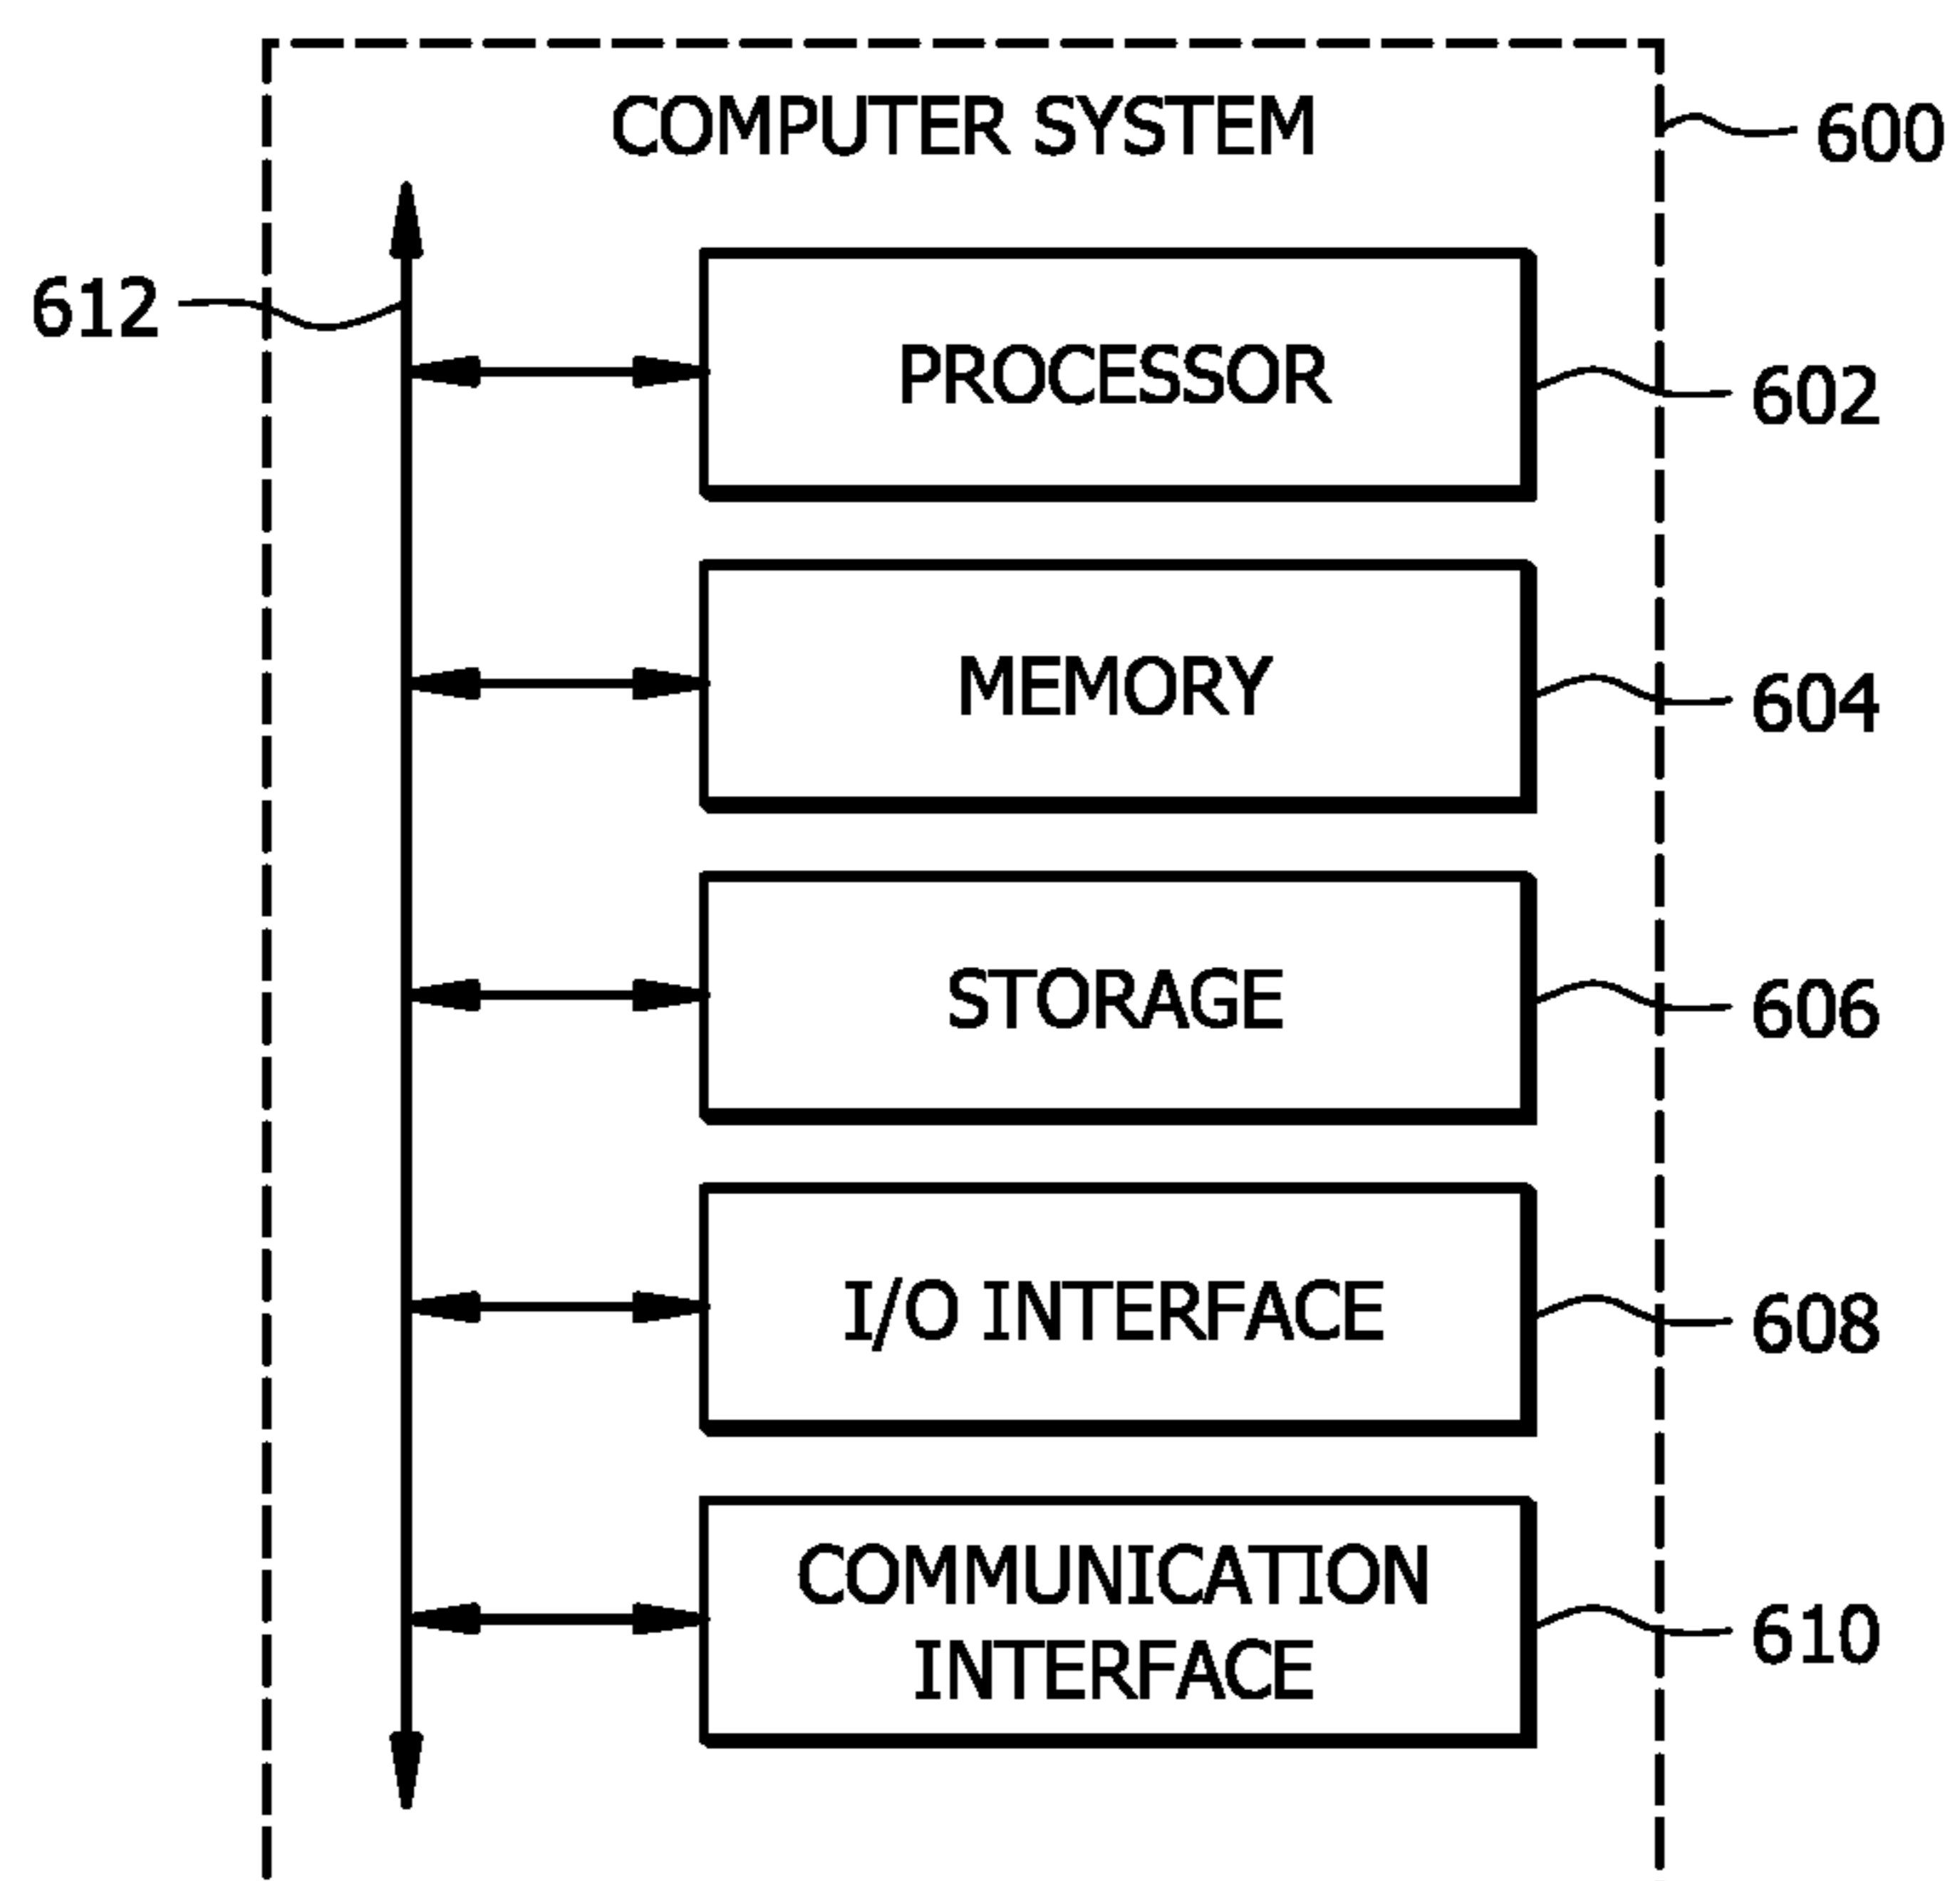 COMPUTER SYSTEM
600
612
PROCESSOR
602
MEMORY
604
STORAGE
606
I/O INTERFACE
608
COMMUNICATION
INTERFACE
610